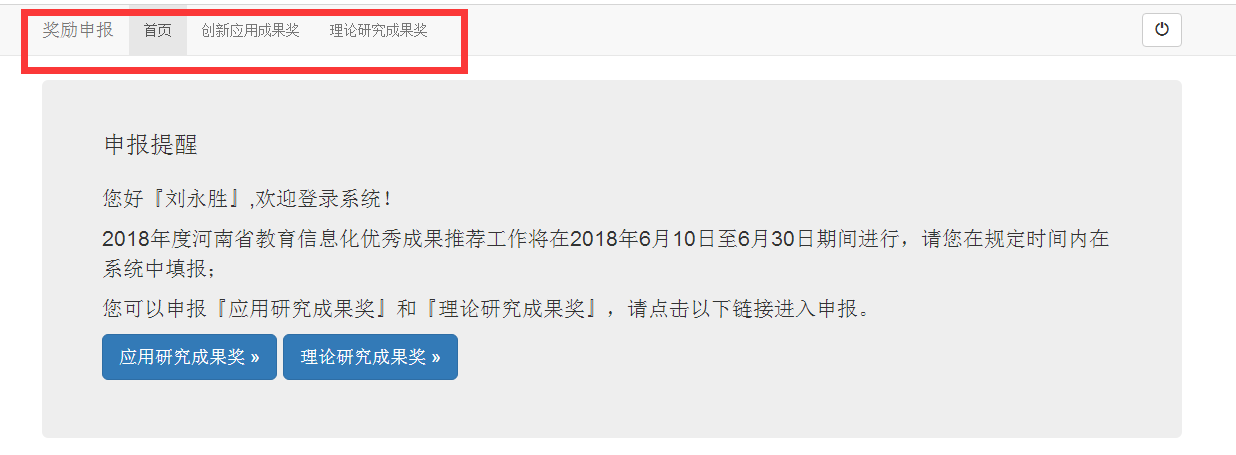 奖励申报 首页 创新应用成果奖 理论研究成果奖
申报提醒
您好『刘永胜』,欢迎登录系统！
2018年度河南省教育信息化优秀成果推荐工作将在2018年6月10日至6月30日期间进行，请您在规定时间内在
系统中填报；
您可以申报『应用研究成果奖』和『理论研究成果奖』，请点击以下链接进入申报。
应用研究成果奖 » 理论研究成果奖 »